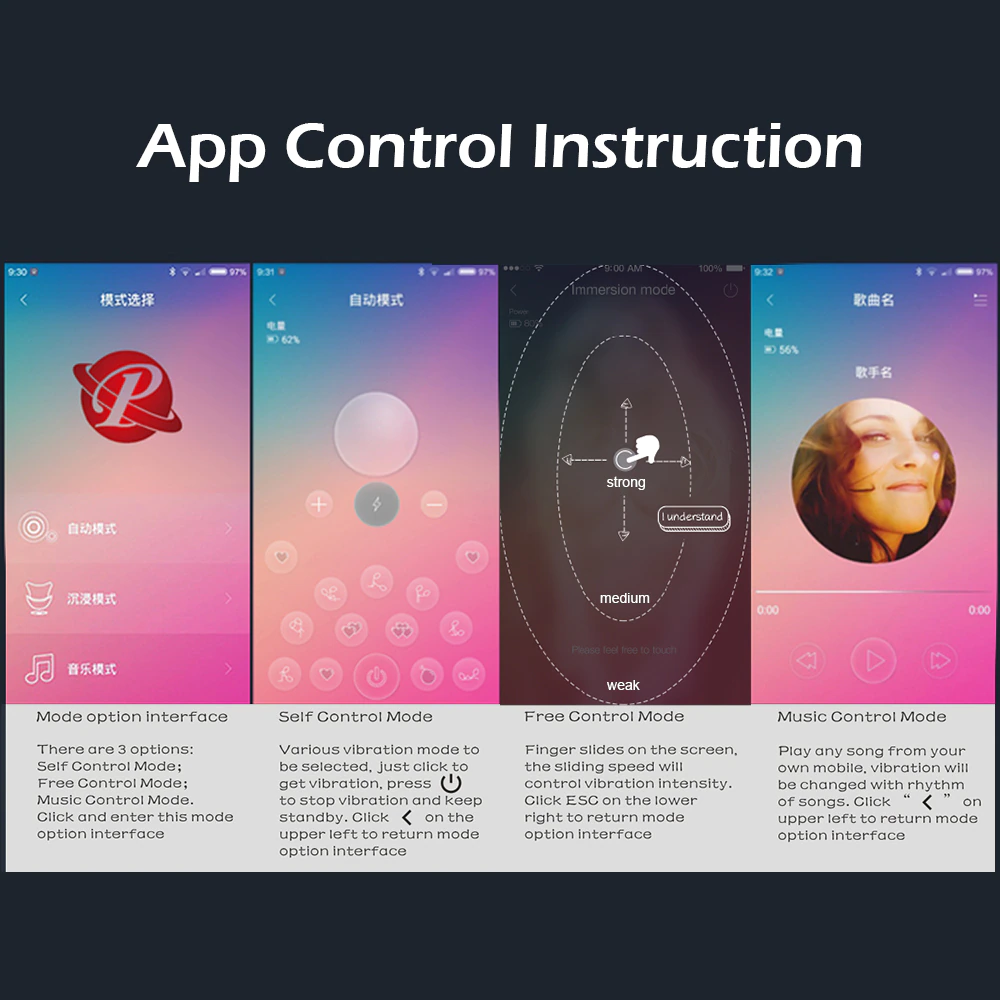 App Control Instruction
9:30
97%
模式选择
自动模式
沉浸模式
音乐模式
9:31
97%
自动模式
电量
62%
9:00 AM
100%
Immersion mode
Power
80%
strong
I understand
medium
Please feel free to touch
weak
9:32
97%
歌曲名
电量
56%
歌手名
0:00
0:00
Mode option interface
There are 3 options:
Self Control Mode;
Free Control Mode;
Music Control Mode.
Click and enter this mode
option interface
Self Control Mode
Various vibration mode to
be selected, just click to
get vibration, press
to stop vibration and keep
standby. Click < on the
upper left to return mode
option interface
Free Control Mode
Finger slides on the screen,
the sliding speed will
control vibration intensity.
Click ESC on the lower
right to return mode
option interface
Music Control Mode
Play any song from your
own mobile, vibration will
be changed with rhythm
of songs. Click “ < ” on
upper left to return mode
option interface